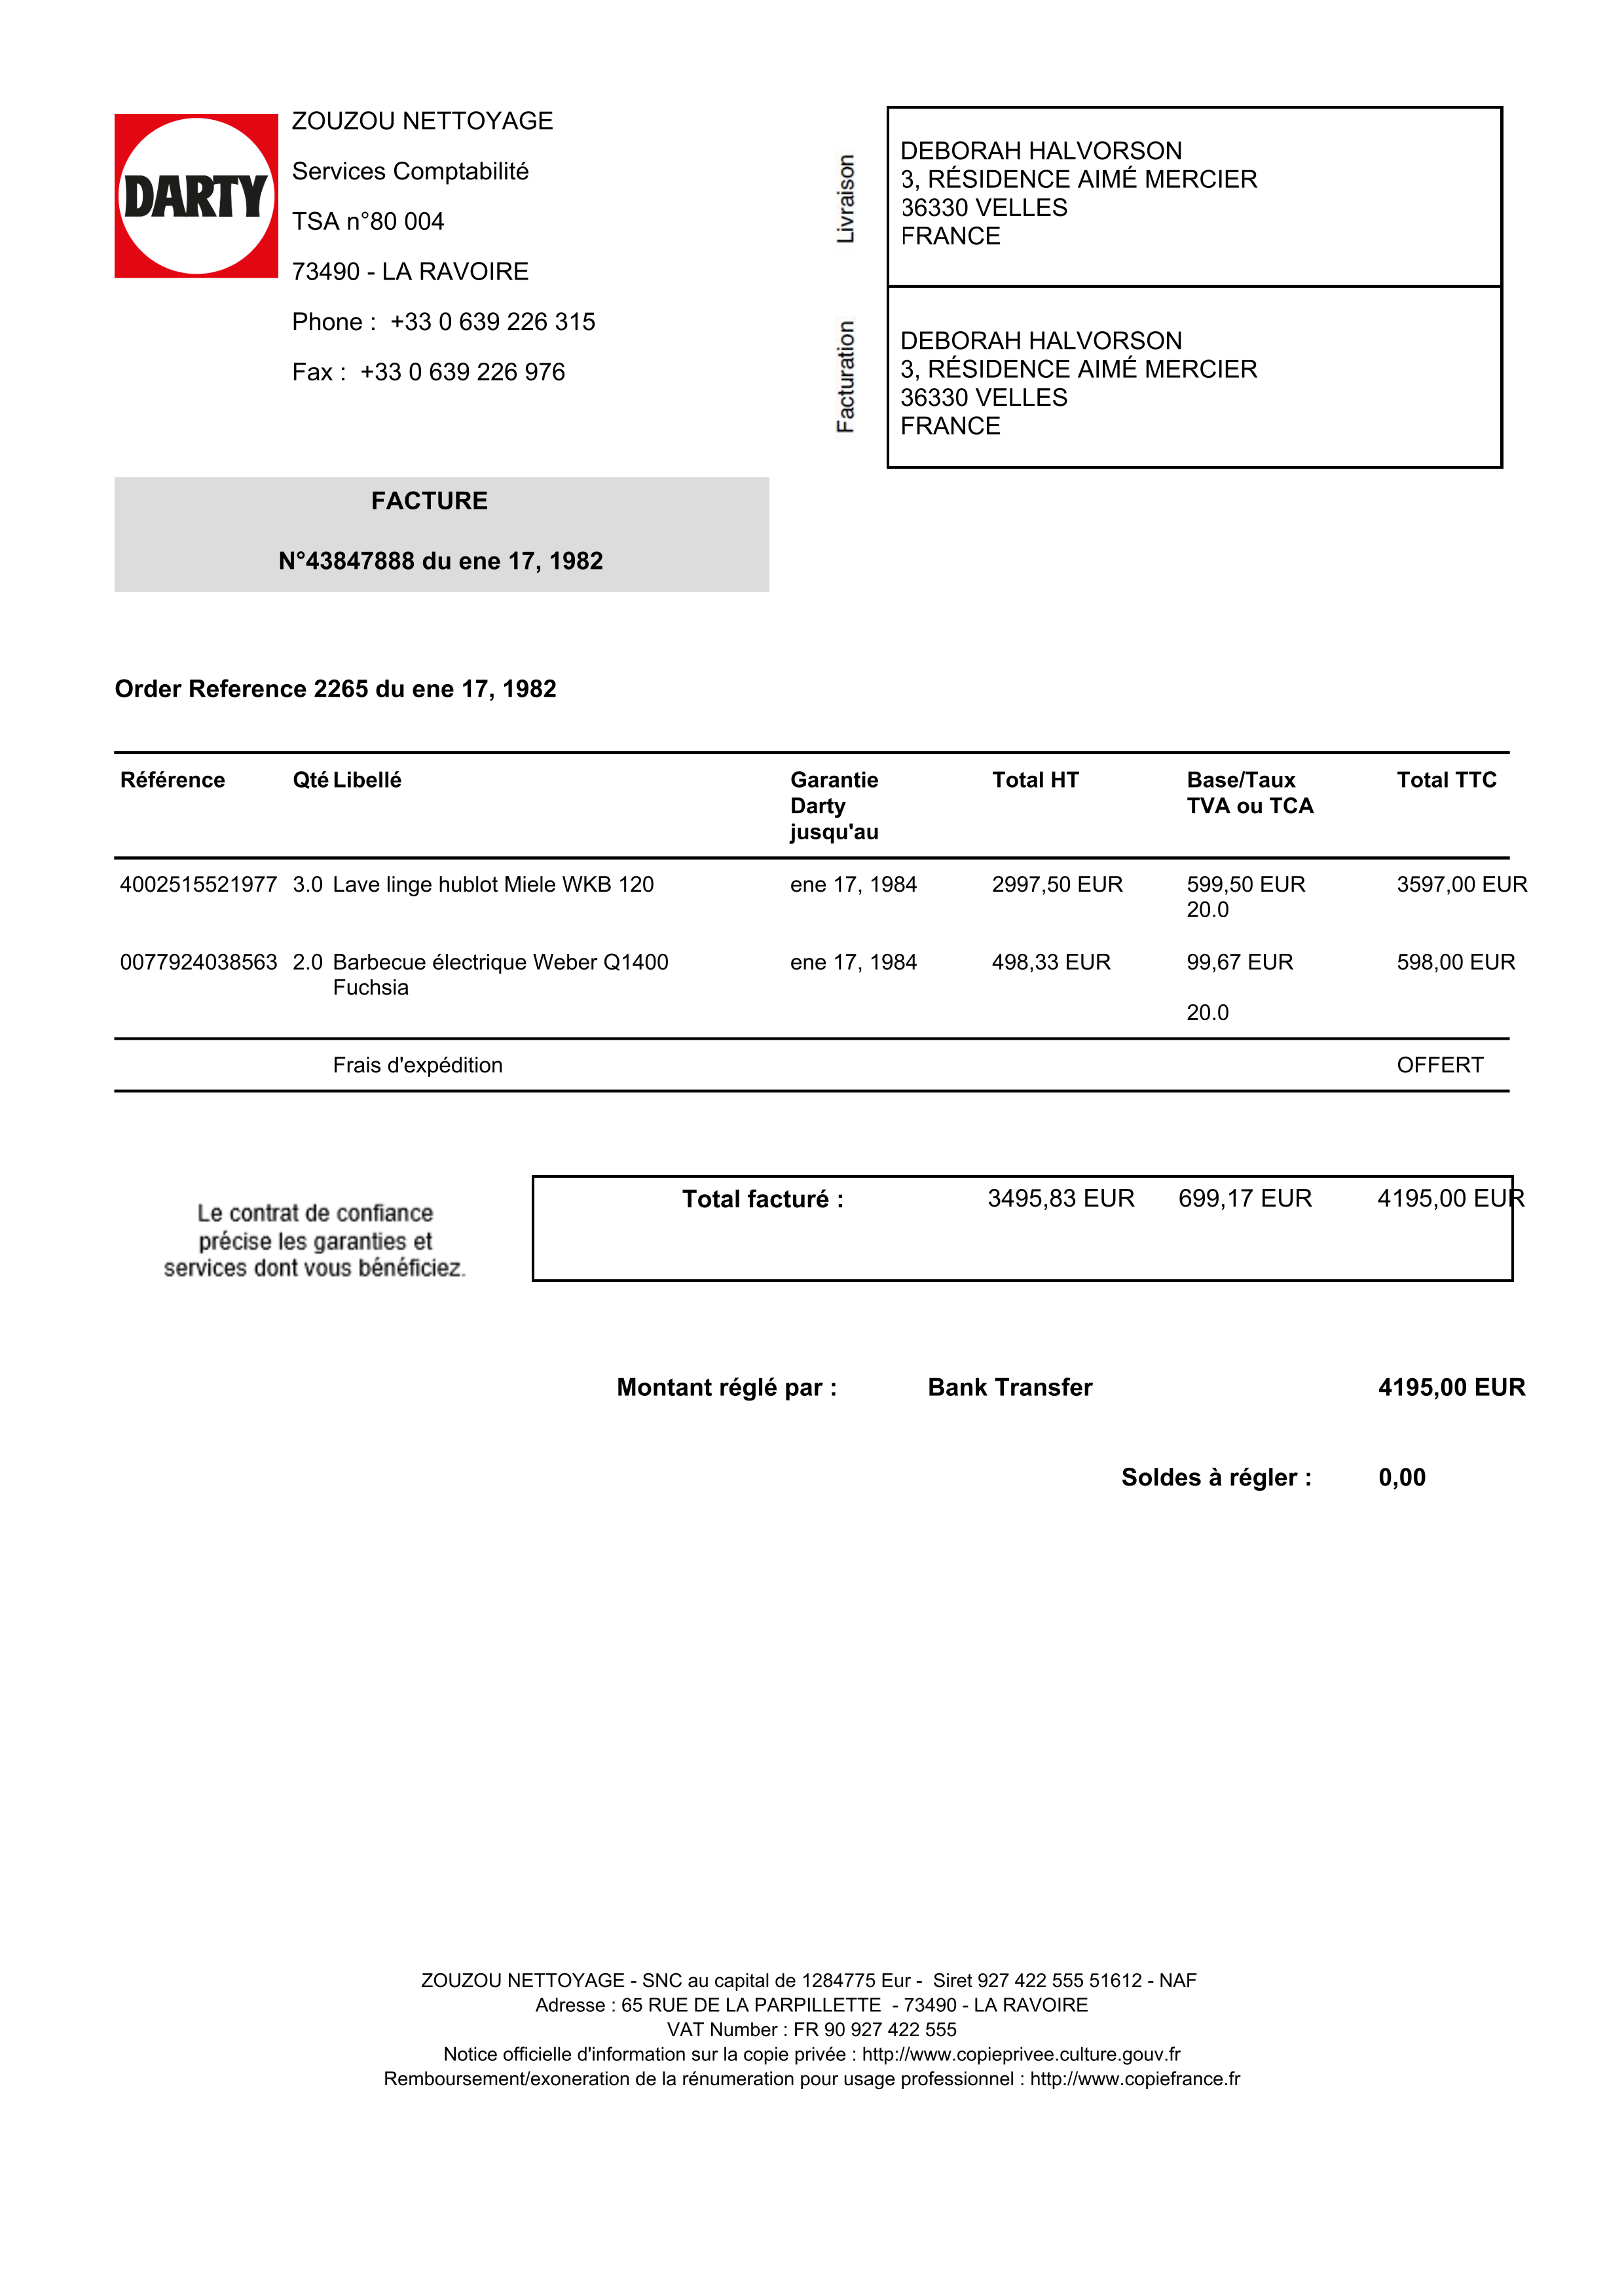 DARTY
ZOUZOU NETTOYAGE
Services Comptabilité
TSA n°80 004
73490 - LA RAVOIRE
Phone : +33 0 639 226 315
Fax : +33 0 639 226 976
Livraison
DEBORAH HALVORSON
3, RÉSIDENCE AIMÉ MERCIER
36330 VELLES
FRANCE
Facturation
DEBORAH HALVORSON
3, RÉSIDENCE AIMÉ MERCIER
36330 VELLES
FRANCE
FACTURE
N°43847888 du ene 17, 1982
Order Reference 2265 du ene 17, 1982
Référence Qté Libellé Garantie Total HT Base/Taux Total TTC
Darty TVA ou TCA
jusqu'au
4002515521977 3.0 Lave linge hublot Miele WKB 120 ene 17, 1984 2997,50 EUR 599,50 EUR 3597,00 EUR
20.0
0077924038563 2.0 Barbecue électrique Weber Q1400 ene 17, 1984 498,33 EUR 99,67 EUR 598,00 EUR
Fuchsia
20.0
Frais d'expédition OFFERT
Total facturé : 3495,83 EUR 699,17 EUR 4195,00 EUR
Le contrat de confiance
précise les garanties et
services dont vous bénéficiez.
Montant réglé par : Bank Transfer 4195,00 EUR
Soldes à régler : 0,00
ZOUZOU NETTOYAGE - SNC au capital de 1284775 Eur - Siret 927 422 555 51612 - NAF
Adresse : 65 RUE DE LA PARPILLETTE - 73490 - LA RAVOIRE
VAT Number : FR 90 927 422 555
Notice officielle d'information sur la copie privée : http://www.copieprivee.culture.gouv.fr
Remboursement/exoneration de la rénumeration pour usage professionnel : http://www.copiefrance.fr